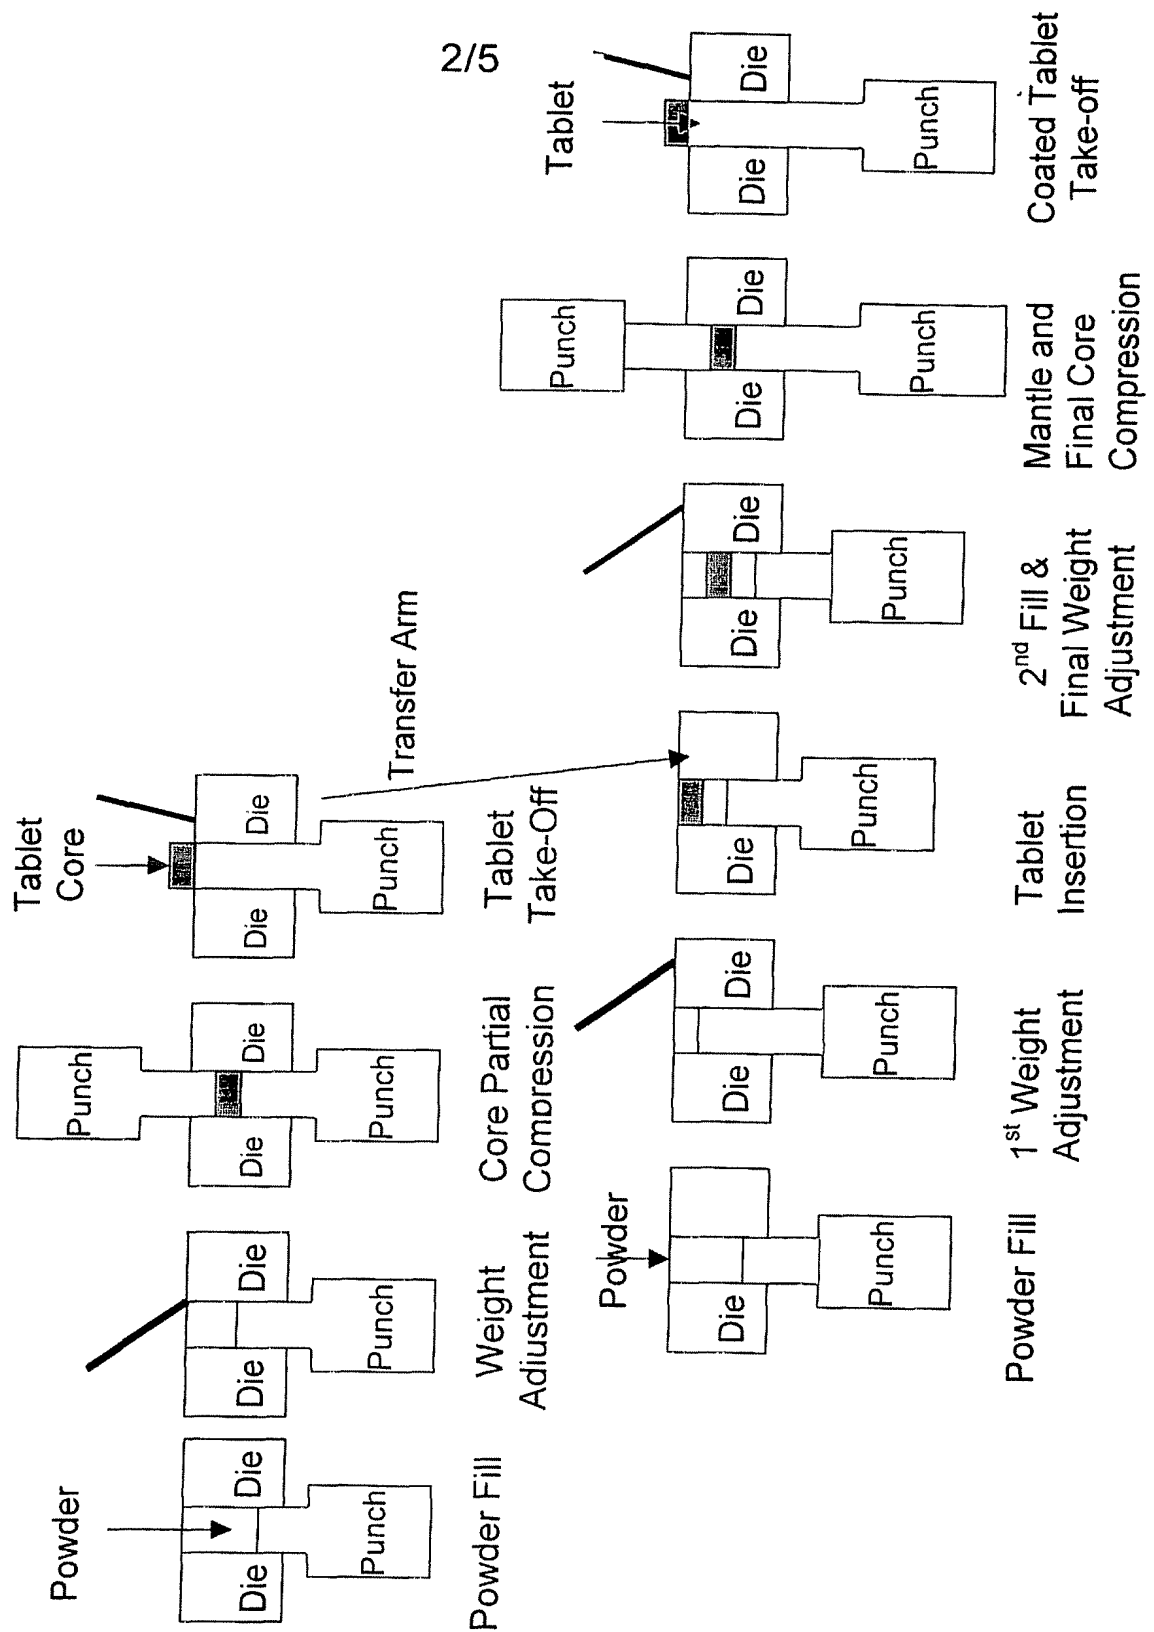 2/5
Powder
Die
Die
Punch
Powder Fill
Die
Die
Punch
Weight
Adjustment
Punch
Die
Die
Punch
Core Partial
Compression
Tablet
Core
Die
Die
Punch
Tablet
Take-Off
Transfer Arm
Powder
Die
Punch
Powder Fill
Die
Die
Punch
1st Weight
Adjustment
Die
Punch
Tablet
Insertion
Die
Die
Punch
2nd Fill &
Final Weight
Adjustment
Punch
Die
Die
Punch
Mantle and
Final Core
Compression
Tablet
Die
Die
Punch
Coated Tablet
Take-off